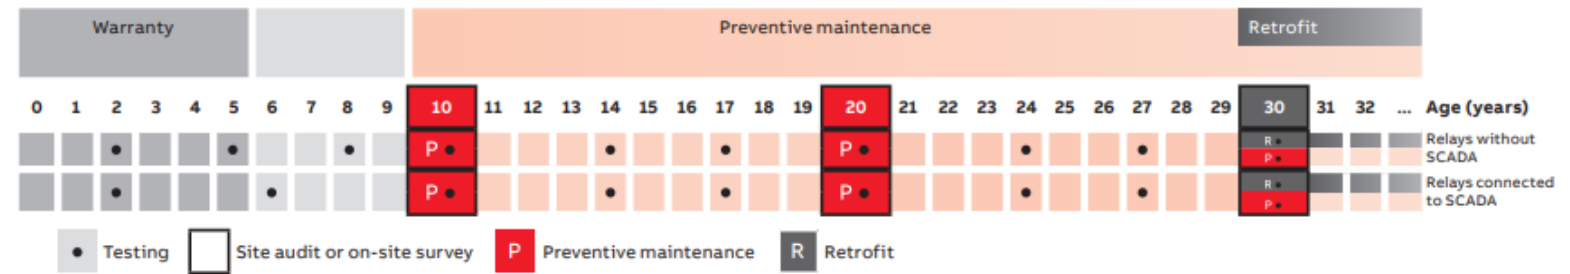 Warranty Preventive maintenance Retrofit
0 1 2 3 4 5 6 7 8 9 10 11 12 13 14 15 16 17 18 19 20 21 22 23 24 25 26 27 28 29 30 31 32 ... Age (years)
P • P • R • Relays without
P • SCADA
P • P • R • Relays connected
P • to SCADA
• Testing Site audit or on-site survey P Preventive maintenance R Retrofit